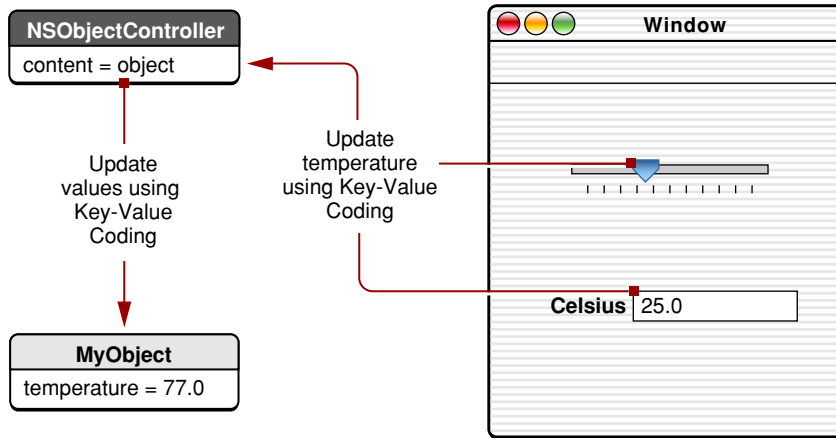 NSObjectController
content = object
Update
values using
Key-Value
Coding
MyObject
temperature = 77.0
Update
temperature
using Key-Value
Coding
Window
Celsius 25.0